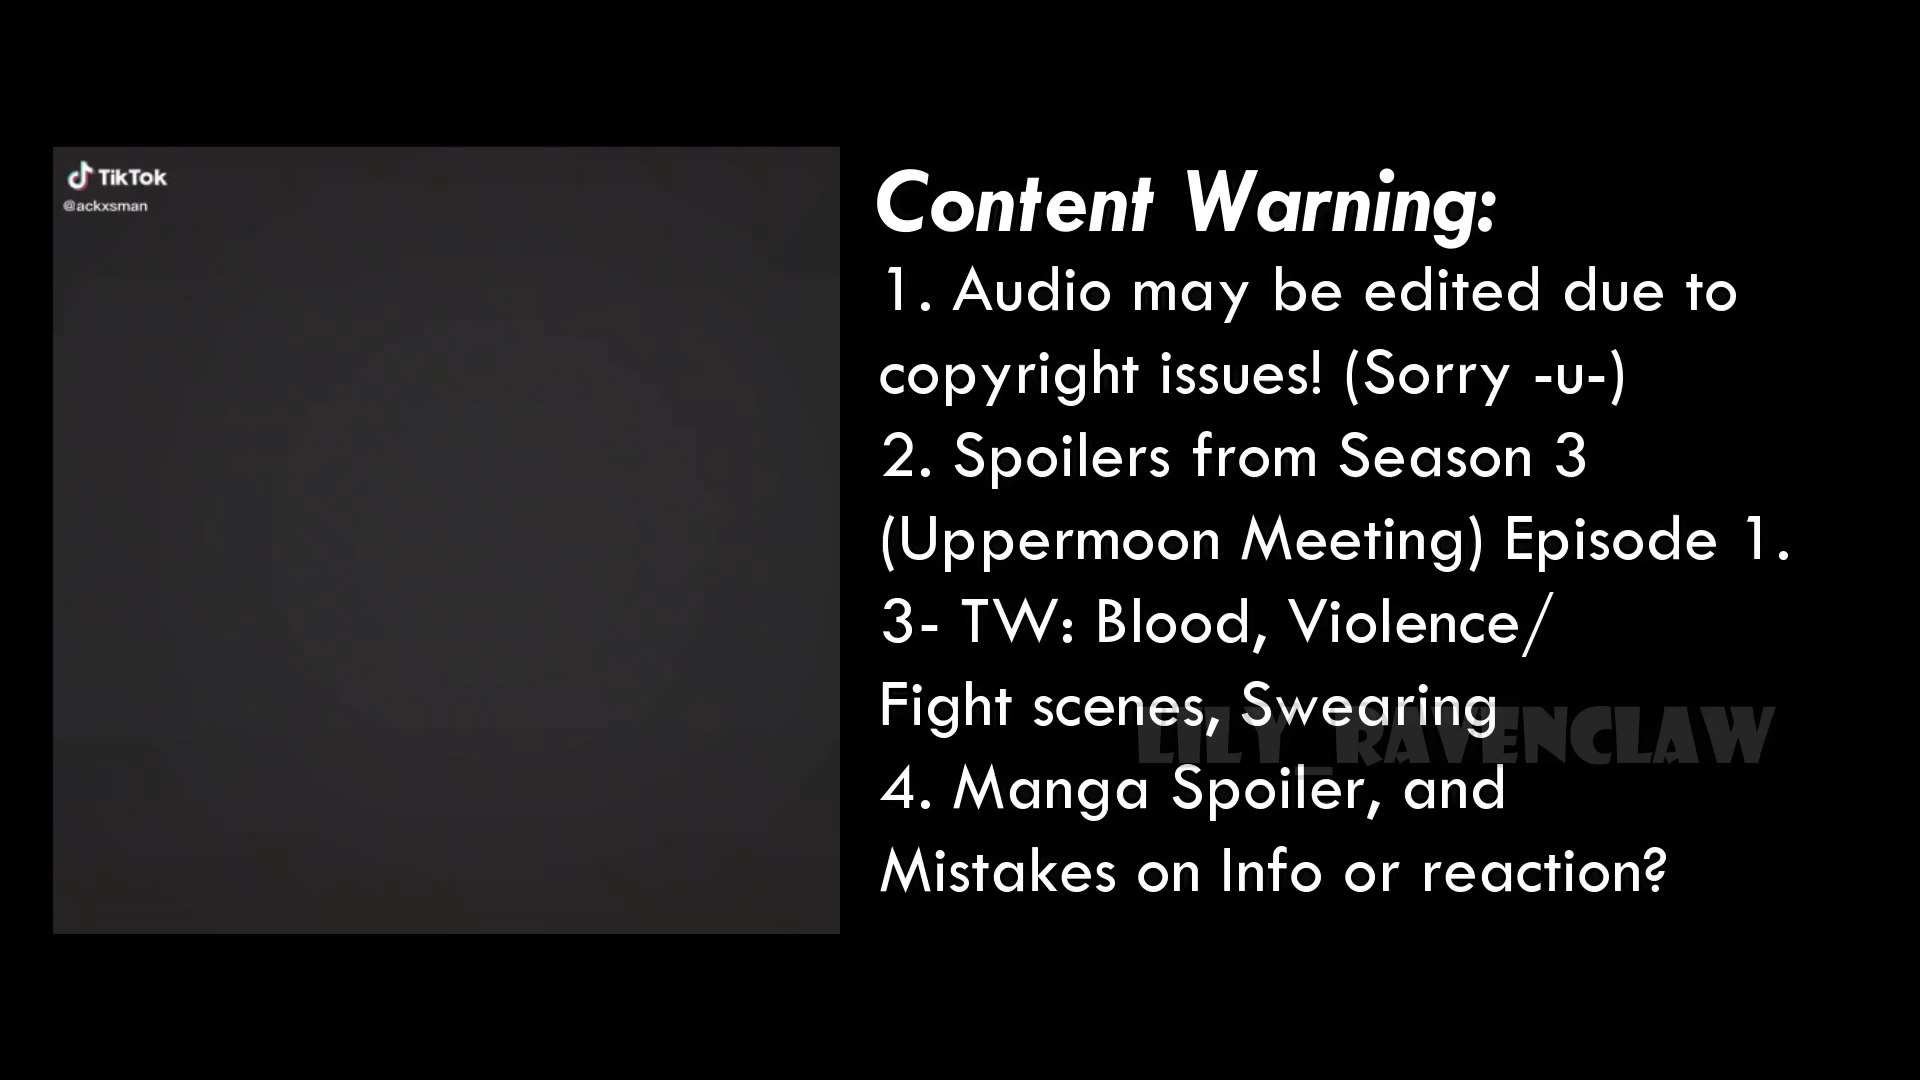 TikTok
@ackxsman
Content Warning:
1. Audio may be edited due to
copyright issues! (Sorry -u-)
2. Spoilers from Season 3
(Uppermoon Meeting) Episode 1.
3- TW: Blood, Violence/
Fight scenes, Swearing
LILY_RAVENCLAW
4. Manga Spoiler, and
Mistakes on Info or reaction?